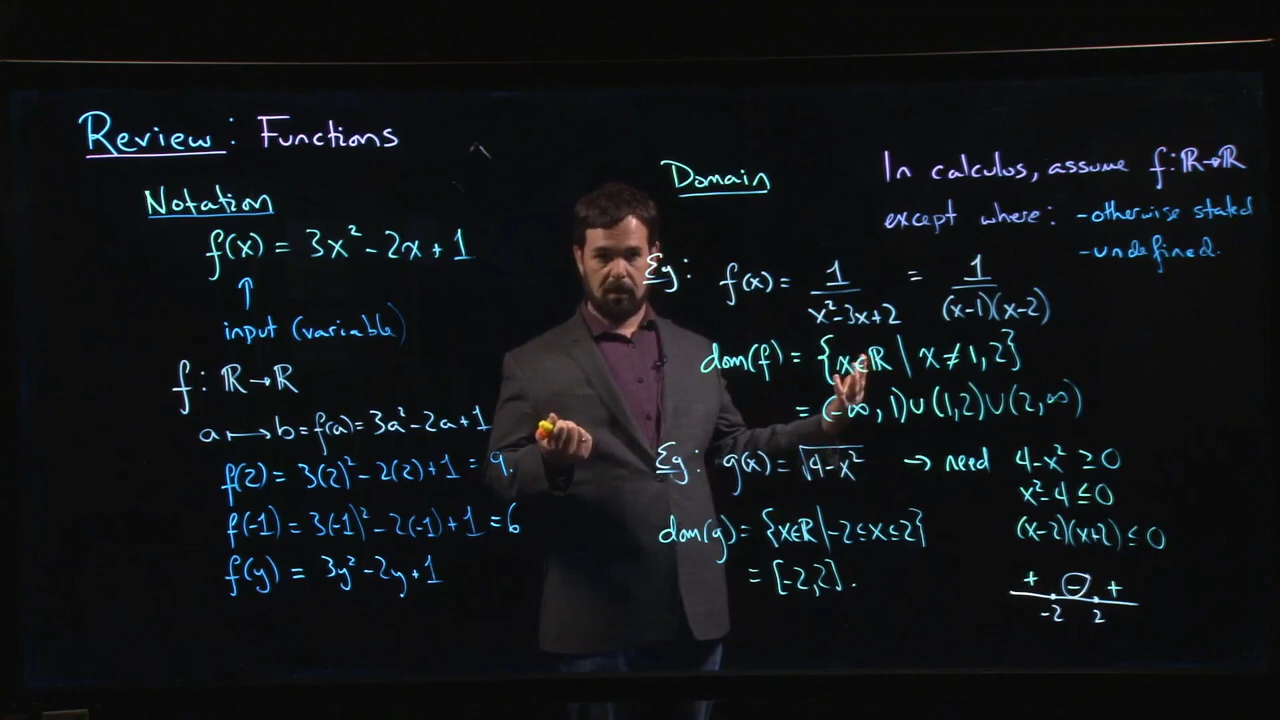 Review: Functions
Notation
f(x) = 3x² - 2x + 1
↑
input (variable)
f: ℝ→ℝ
a ↦ b = f(a) = 3a² - 2a + 1
f(2) = 3(2)² - 2(2) + 1 = 9.
f(-1) = 3(-1)² - 2(-1) + 1 = 6
f(y) = 3y² - 2y + 1
Domain
In calculus, assume f: ℝ→ℝ
except where: - otherwise stated
- undefined.
Eg: f(x) = 1/(x² - 3x + 2) = 1/((x-1)(x-2))
dom(f) = {x∈ℝ | x ≠ 1, 2}
= (-∞, 1) ∪ (1, 2) ∪ (2, ∞)
Eg: g(x) = √(4 - x²) → need 4 - x² ≥ 0
x² - 4 ≤ 0
(x-2)(x+2) ≤ 0
dom(g) = {x∈ℝ | -2 ≤ x ≤ 2}
= [-2, 2].
+ - +
-2 2